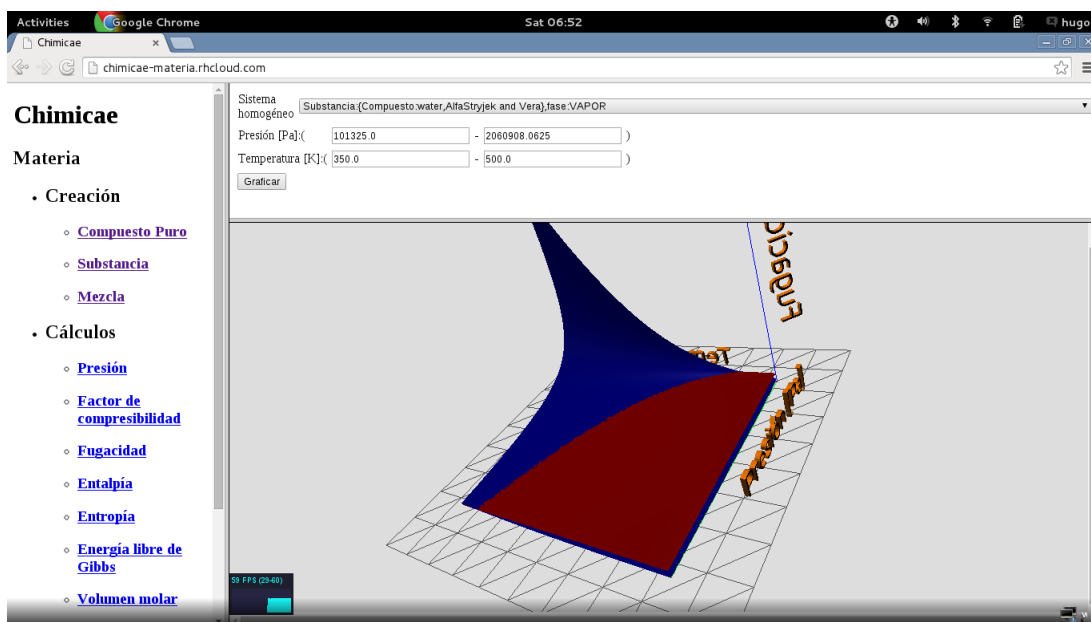 Activities
Google Chrome
Sat 06:52
hugo
Chimicae
chimicae-materia.rhcloud.com
Chimicae
Materia
Creación
Compuesto Puro
Substancia
Mezcla
Cálculos
Presión
Factor de
compresibilidad
Fugacidad
Entalpía
Entropía
Energía libre de
Gibbs
Volumen molar
Sistema
homogéneo
Substancia:{Compuesto:water,AlfaStryjek and Vera},fase:VAPOR
Presión [Pa]:( 101325.0 - 2060908.0625 )
Temperatura [K]:( 350.0 - 500.0 )
Graficar
59 FPS (29-60)